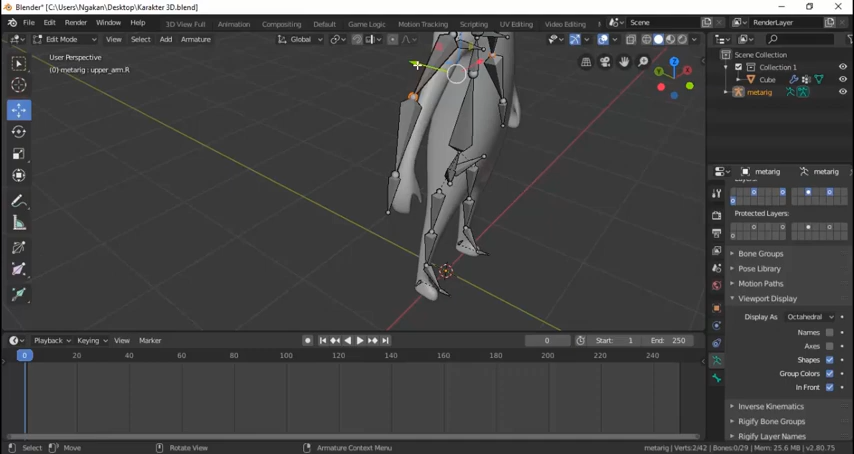 Blender* [C:\Users\Ngakan\Desktop\Karakter 3D.blend]
File Edit Render Window Help 3D View Full Animation Compositing Default Game Logic Motion Tracking Scripting UV Editing Video Editing Scene RenderLayer
Edit Mode View Select Add Armature Global
User Perspective
(0) metarig : upper_arm.R
Scene Collection
Collection 1
Cube
metarig
metarig metarig
Protected Layers:
Bone Groups
Pose Library
Motion Paths
Viewport Display
Display As Octahedral
Names
Axes
Shapes
Group Colors
In Front
Inverse Kinematics
Rigify Bone Groups
Rigify Layer Names
Playback Keying View Marker 0 Start: 1 End: 250
0 20 40 60 80 100 120 140 160 180 200 220 240
Select Move Rotate View Armature Context Menu metarig | Verts:2/42 | Bones:0/29 | Mem: 25.6 MB | v2.80.75